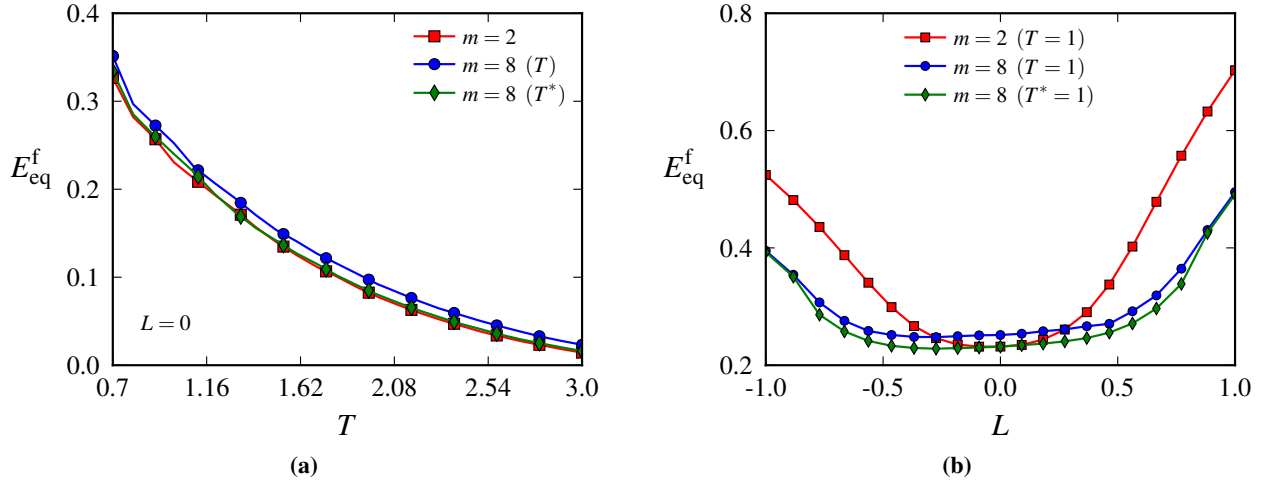 0.4
0.3
0.2
0.1
0.0
E^f_eq
m = 2
m = 8 (T)
m = 8 (T*)
L = 0
0.7 1.16 1.62 2.08 2.54 3.0
T
(a)
0.8
0.6
0.4
0.2
E^f_eq
m = 2 (T = 1)
m = 8 (T = 1)
m = 8 (T* = 1)
-1.0 -0.5 0.0 0.5 1.0
L
(b)